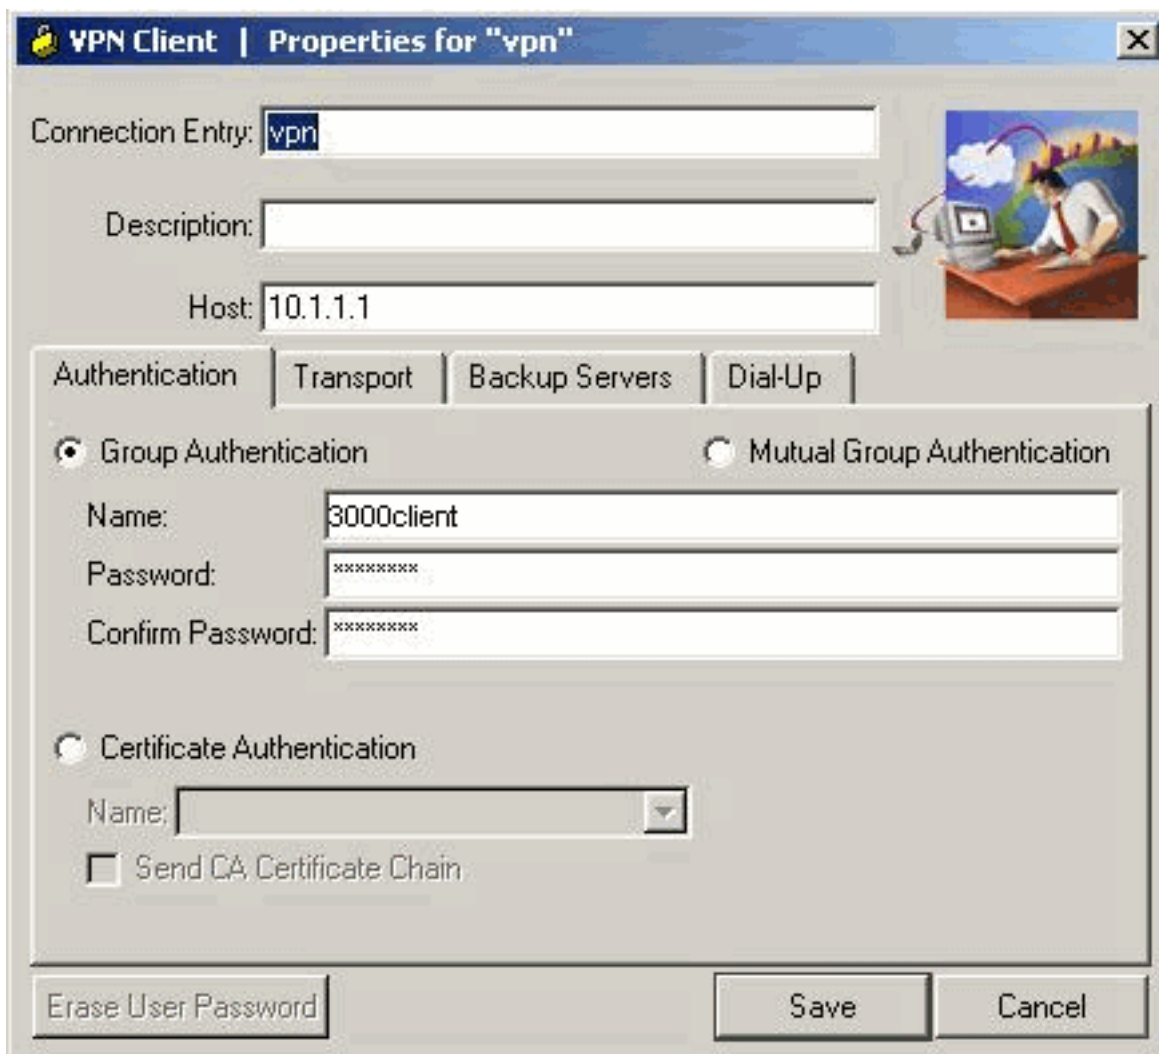 VPN Client | Properties for "vpn"
Connection Entry: vpn
Description:
Host: 10.1.1.1
Authentication Transport Backup Servers Dial-Up
Group Authentication Mutual Group Authentication
Name: 3000client
Password: ********
Confirm Password: ********
Certificate Authentication
Name:
Send CA Certificate Chain
Erase User Password Save Cancel